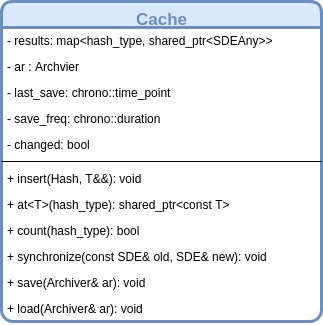 Cache
- results: map<hash_type, shared_ptr<SDEAny>>
- ar : Archvier
- last_save: chrono::time_point
- save_freq: chrono::duration
- changed: bool
+ insert(Hash, T&&): void
+ at<T>(hash_type): shared_ptr<const T>
+ count(hash_type): bool
+ synchronize(const SDE& old, SDE& new): void
+ save(Archiver& ar): void
+ load(Archiver& ar): void